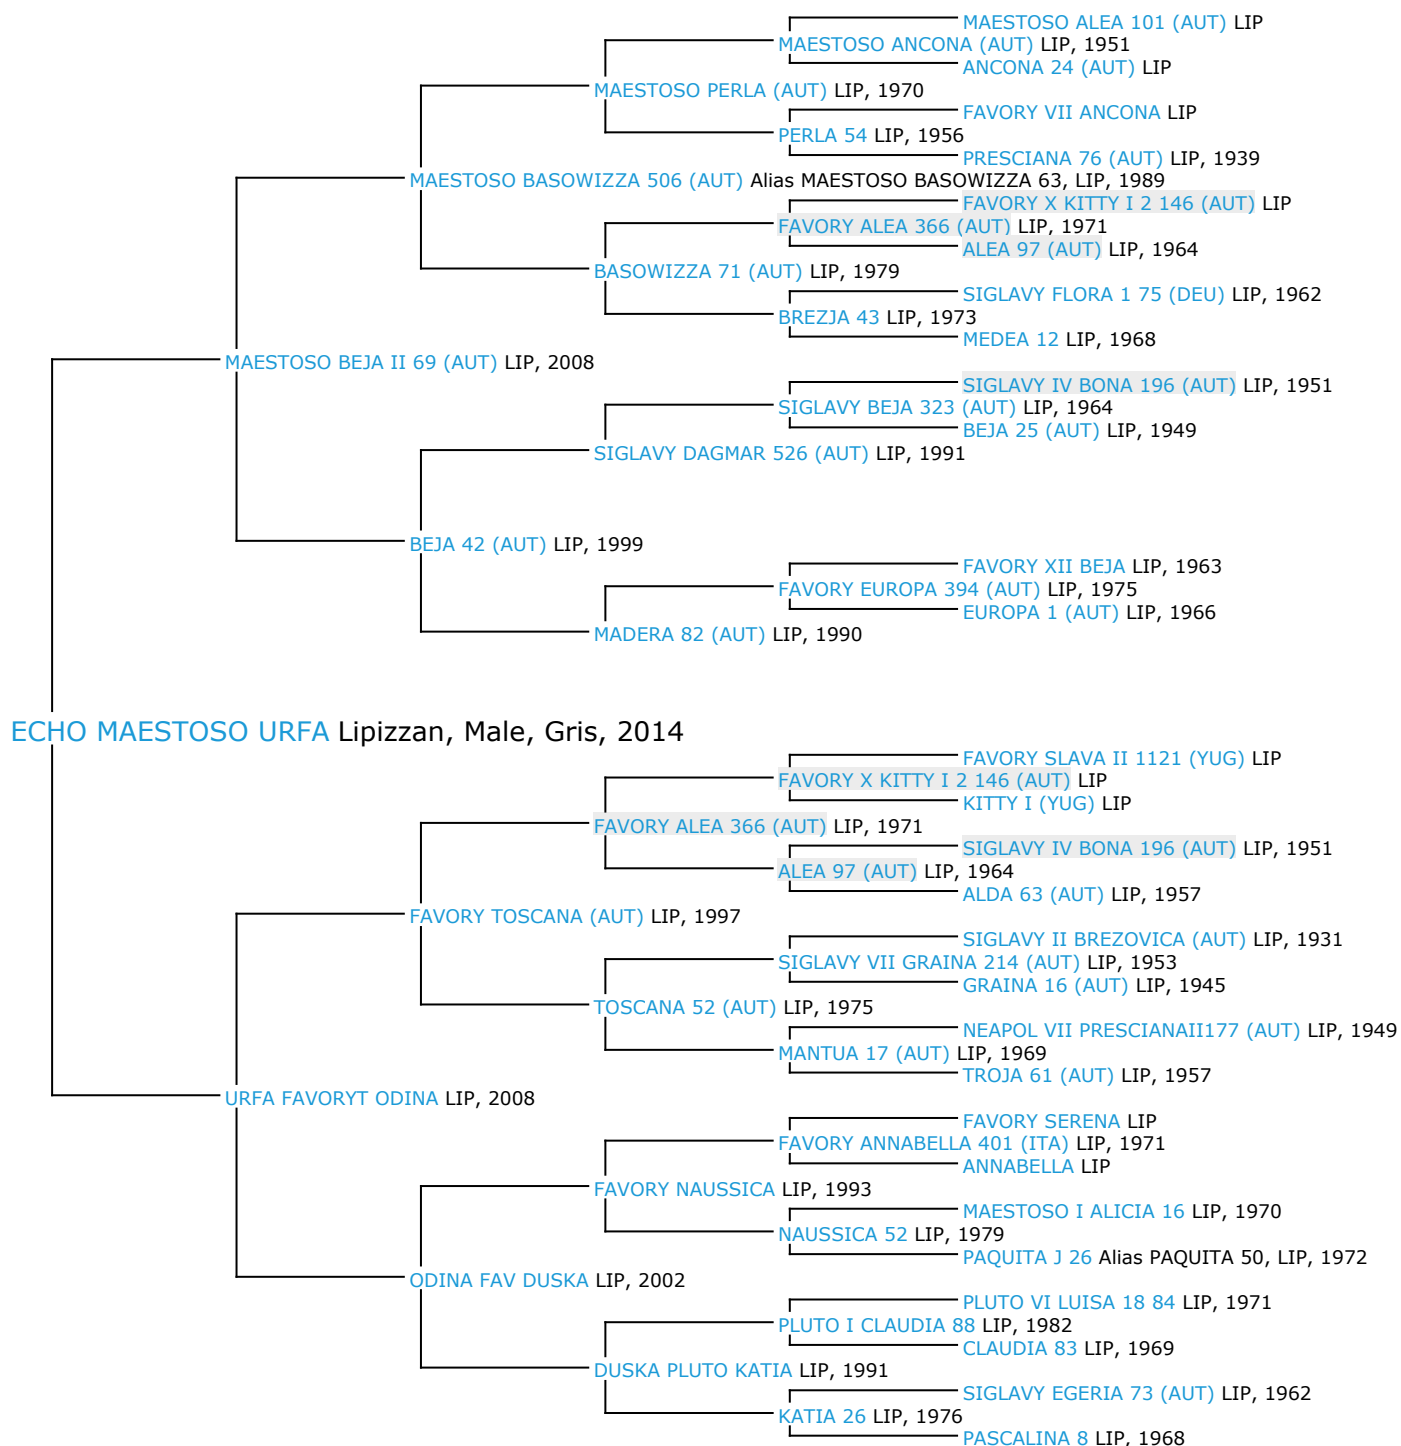 MAESTOSO ALEA 101 (AUT) LIP
MAESTOSO ANCONA (AUT) LIP, 1951
ANCONA 24 (AUT) LIP
MAESTOSO PERLA (AUT) LIP, 1970
FAVORY VII ANCONA LIP
PERLA 54 LIP, 1956
PRESCIANA 76 (AUT) LIP, 1939
MAESTOSO BASOWIZZA 506 (AUT) Alias MAESTOSO BASOWIZZA 63, LIP, 1989
FAVORY X KITTY I 2 146 (AUT) LIP
FAVORY ALEA 366 (AUT) LIP, 1971
ALEA 97 (AUT) LIP, 1964
BASOWIZZA 71 (AUT) LIP, 1979
SIGLAVY FLORA 1 75 (DEU) LIP, 1962
BREZJA 43 LIP, 1973
MEDEA 12 LIP, 1968
MAESTOSO BEJA II 69 (AUT) LIP, 2008
SIGLAVY IV BONA 196 (AUT) LIP, 1951
SIGLAVY BEJA 323 (AUT) LIP, 1964
BEJA 25 (AUT) LIP, 1949
SIGLAVY DAGMAR 526 (AUT) LIP, 1991
BEJA 42 (AUT) LIP, 1999
FAVORY XII BEJA LIP, 1963
FAVORY EUROPA 394 (AUT) LIP, 1975
EUROPA 1 (AUT) LIP, 1966
MADERA 82 (AUT) LIP, 1990
ECHO MAESTOSO URFA Lipizzan, Male, Gris, 2014
FAVORY SLAVA II 1121 (YUG) LIP
FAVORY X KITTY I 2 146 (AUT) LIP
KITTY I (YUG) LIP
FAVORY ALEA 366 (AUT) LIP, 1971
SIGLAVY IV BONA 196 (AUT) LIP, 1951
ALEA 97 (AUT) LIP, 1964
ALDA 63 (AUT) LIP, 1957
FAVORY TOSCANA (AUT) LIP, 1997
SIGLAVY II BREZOVICA (AUT) LIP, 1931
SIGLAVY VII GRAINA 214 (AUT) LIP, 1953
GRAINA 16 (AUT) LIP, 1945
TOSCANA 52 (AUT) LIP, 1975
NEAPOL VII PRESCIANAII177 (AUT) LIP, 1949
MANTUA 17 (AUT) LIP, 1969
TROJA 61 (AUT) LIP, 1957
URFA FAVORYT ODINA LIP, 2008
FAVORY SERENA LIP
FAVORY ANNABELLA 401 (ITA) LIP, 1971
ANNABELLA LIP
FAVORY NAUSSICA LIP, 1993
MAESTOSO I ALICIA 16 LIP, 1970
NAUSSICA 52 LIP, 1979
PAQUITA J 26 Alias PAQUITA 50, LIP, 1972
ODINA FAV DUSKA LIP, 2002
PLUTO VI LUISA 18 84 LIP, 1971
PLUTO I CLAUDIA 88 LIP, 1982
CLAUDIA 83 LIP, 1969
DUSKA PLUTO KATIA LIP, 1991
SIGLAVY EGERIA 73 (AUT) LIP, 1962
KATIA 26 LIP, 1976
PASCALINA 8 LIP, 1968